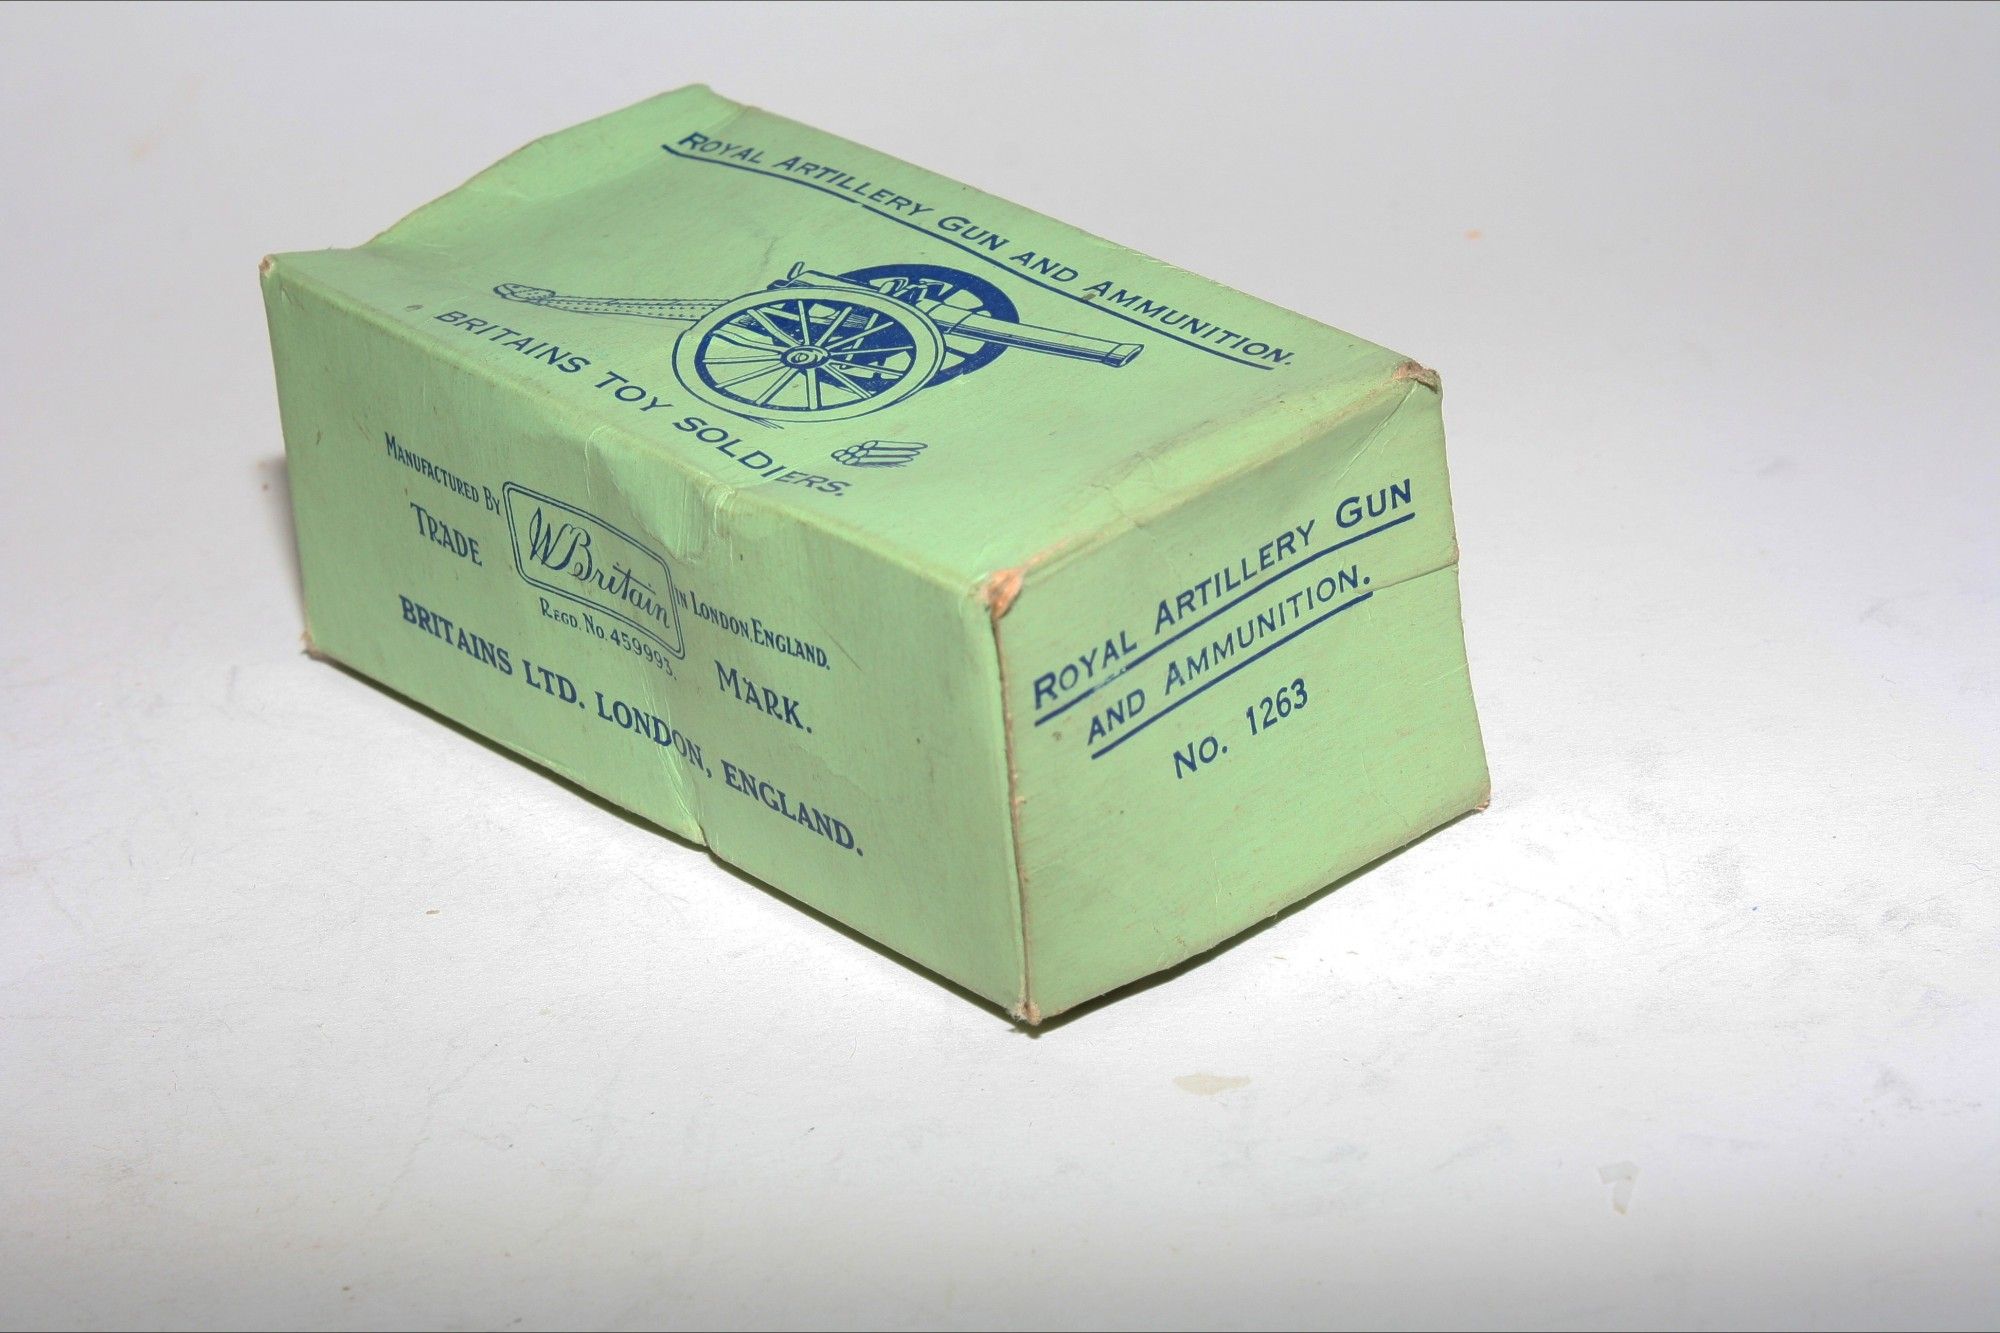 ROYAL ARTILLERY GUN AND AMMUNITION.
BRITAINS TOY SOLDIERS.
MANUFACTURED BY WBritain IN LONDON, ENGLAND.
TRADE MARK.
REGD. NO. 459993.
BRITAINS LTD. LONDON, ENGLAND.
ROYAL ARTILLERY GUN
AND AMMUNITION.
NO. 1263